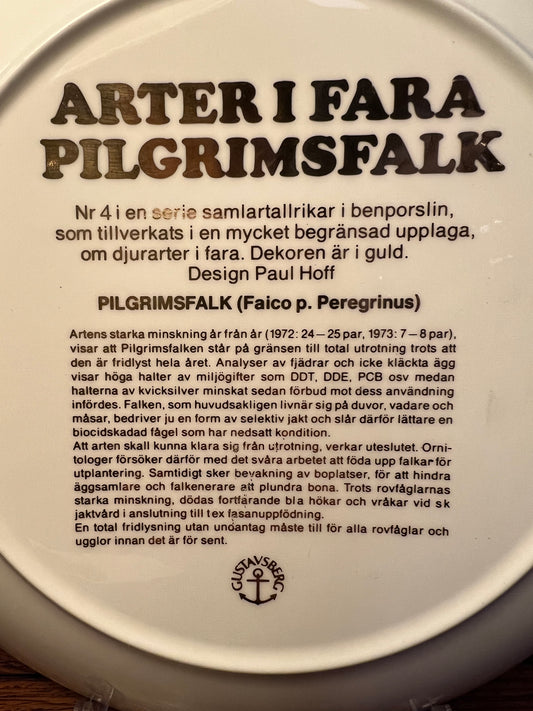 ARTER I FARA
PILGRIMSFALK
Nr 4 i en serie samlartallrikar i benporslin,
som tillverkats i en mycket begränsad upplaga,
om djurarter i fara. Dekoren är i guld.
Design Paul Hoff
PILGRIMSFALK (Faico p. Peregrinus)
Artens starka minskning år från år (1972: 24–25 par, 1973: 7–8 par),
visar att Pilgrimsfalken står på gränsen till total utrotning trots att
den är fridlyst hela året. Analyser av fjädrar och icke kläckta ägg
visar höga halter av miljögifter som DDT, DDE, PCB osv medan
halterna av kvicksilver minskat sedan förbud mot dess användning
infördes. Falken, som huvudsakligen livnär sig på duvor, vadare och
måsar, bedriver ju en form av selektiv jakt och slår därför lättare en
biocidskadad fågel som har nedsatt kondition.
Att arten skall kunna klara sig från utrotning, verkar uteslutet. Orni-
tologer försöker därför med det svåra arbetet att föda upp falkar för
utplantering. Samtidigt sker bevakning av boplatser, för att hindra
äggsamlare och falkenerare att plundra bona. Trots rovfåglarnas
starka minskning, dödas fortfarande bla hökar och vråkar vid sk
jaktvård i anslutning till tex fasanuppfödning.
En total fridlysning utan undantag måste till för alla rovfåglar och
ugglor innan det är för sent.
GUSTAVSBERG